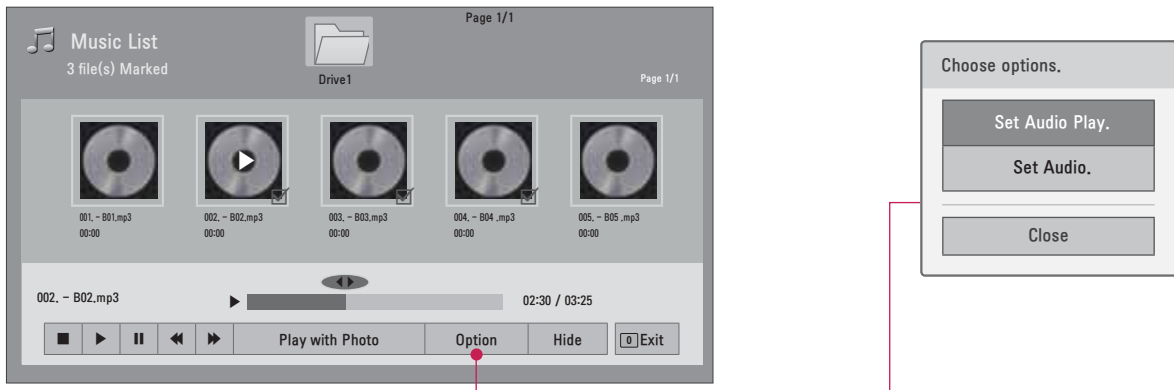 Page 1/1
Music List
3 file(s) Marked
Drive1
Page 1/1
001. - B01.mp3
00:00
002. - B02.mp3
00:00
003. - B03.mp3
00:00
004. - B04 .mp3
00:00
005. - B05 .mp3
00:00
002. - B02.mp3
02:30 / 03:25
Play with Photo
Option
Hide
0 Exit
Choose options.
Set Audio Play.
Set Audio.
Close